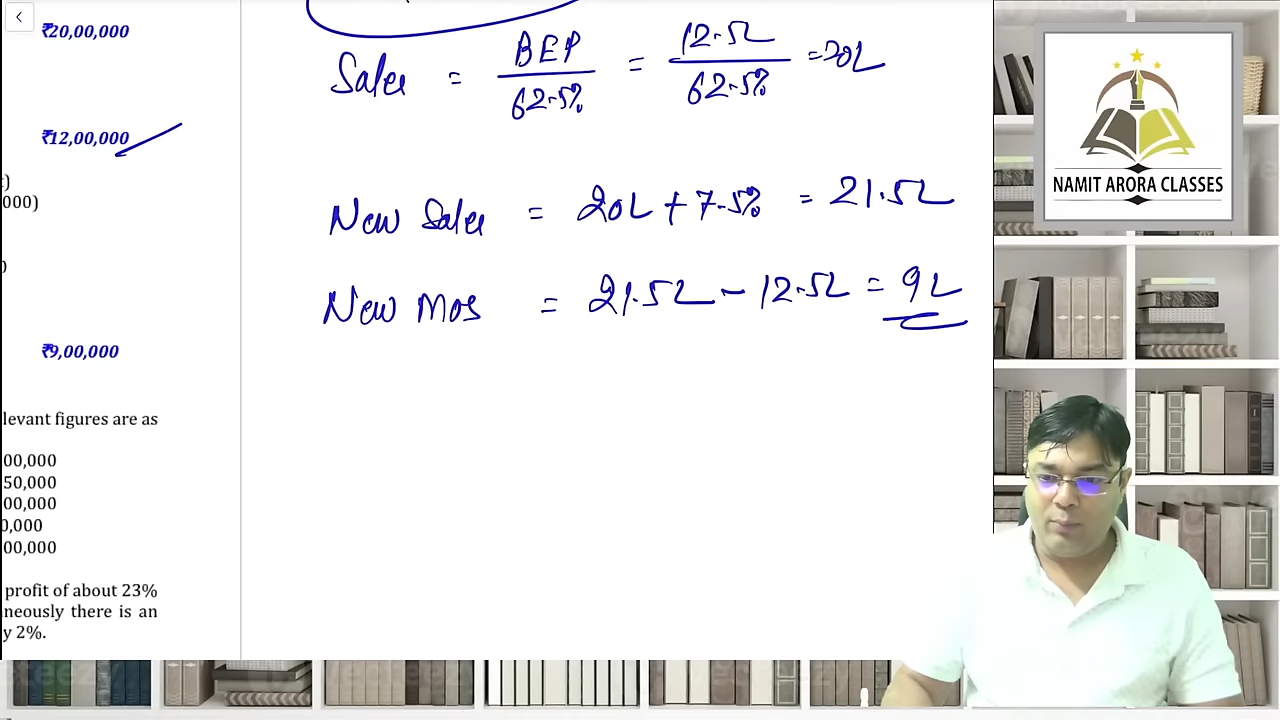 ₹20,00,000
₹12,00,000
000)
₹9,00,000
levant figures are as
00,000
50,000
00,000
0,000
00,000
profit of about 23%
neously there is an
y 2%.
Sales = BEP / 62.5% = 12.5L / 62.5% = 20L
New Sales = 20L + 7.5% = 21.5L
New MOS = 21.5L - 12.5L = 9L
NAMIT ARORA CLASSES